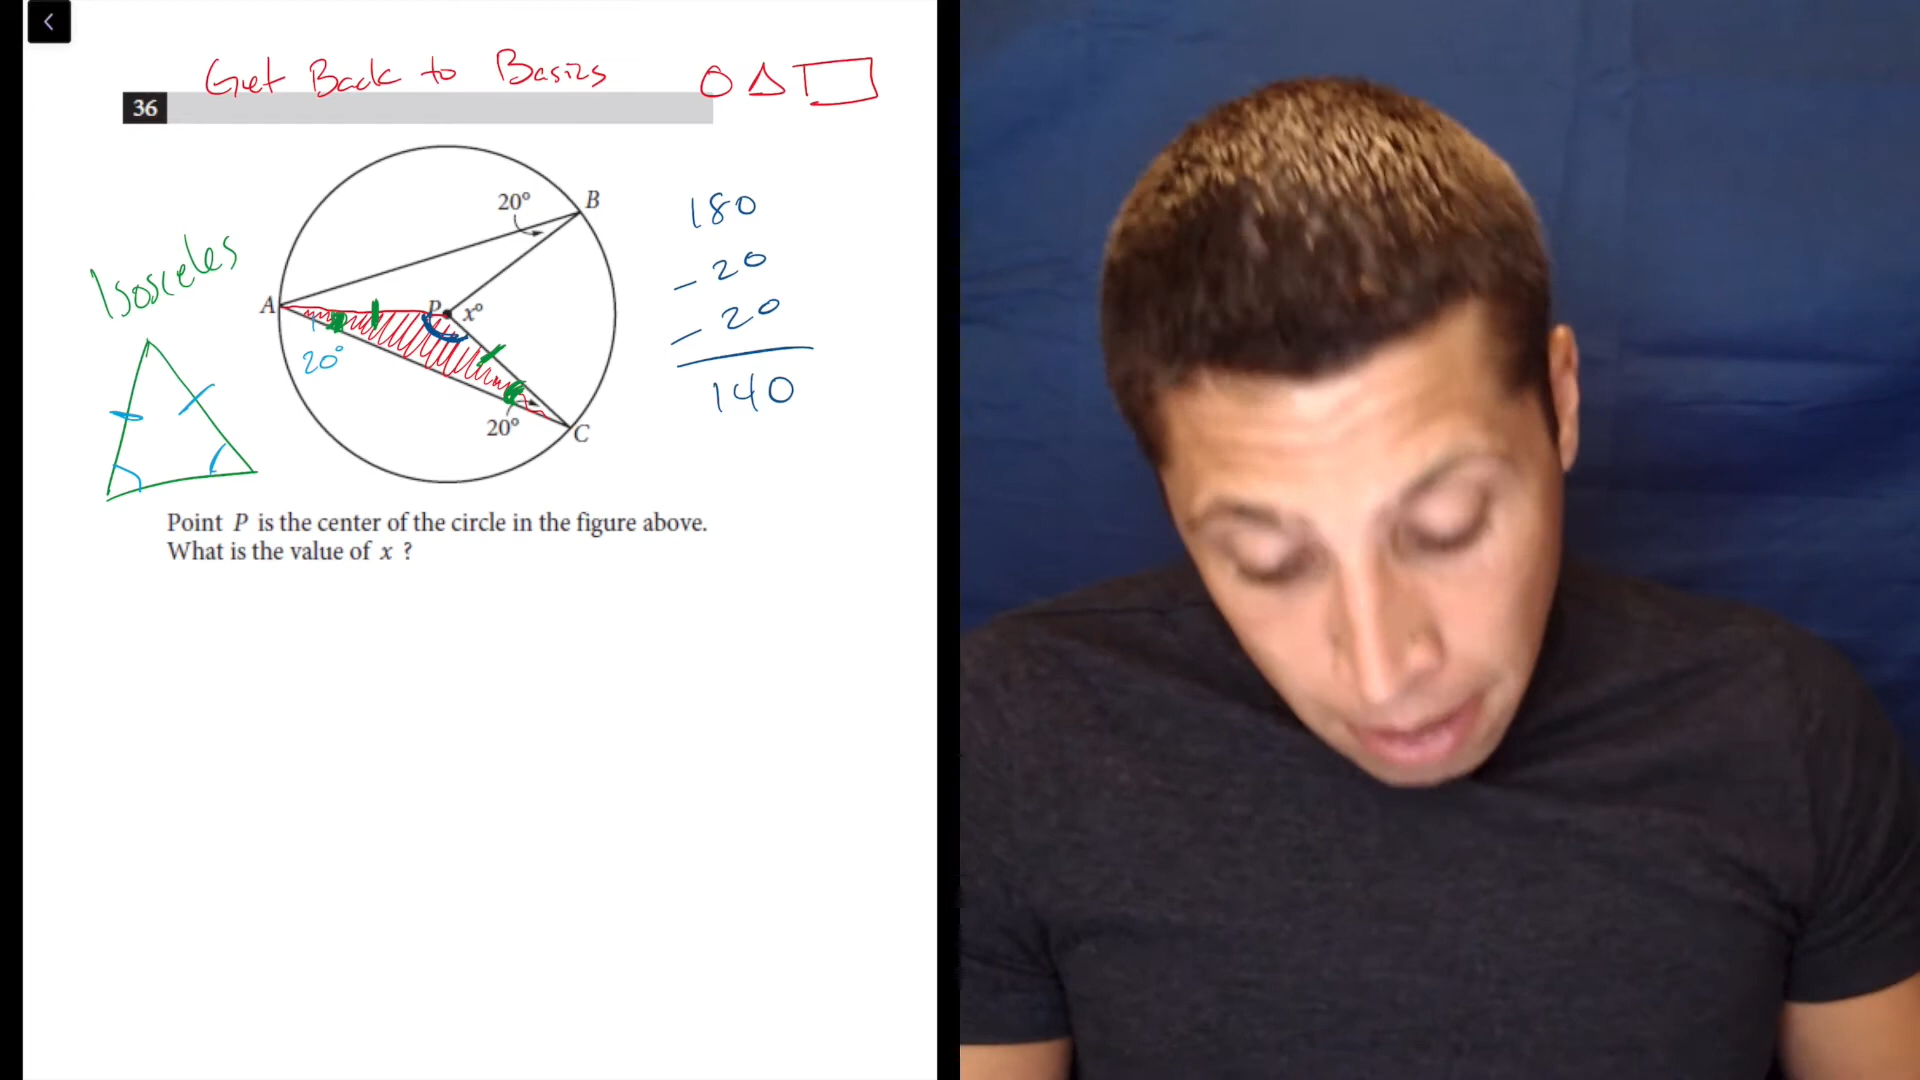 <
Get Back to Basics
36
20°
B
180
- 20
- 20
140
Isosceles
A
P
x°
20°
20°
C
Point P is the center of the circle in the figure above.
What is the value of x ?